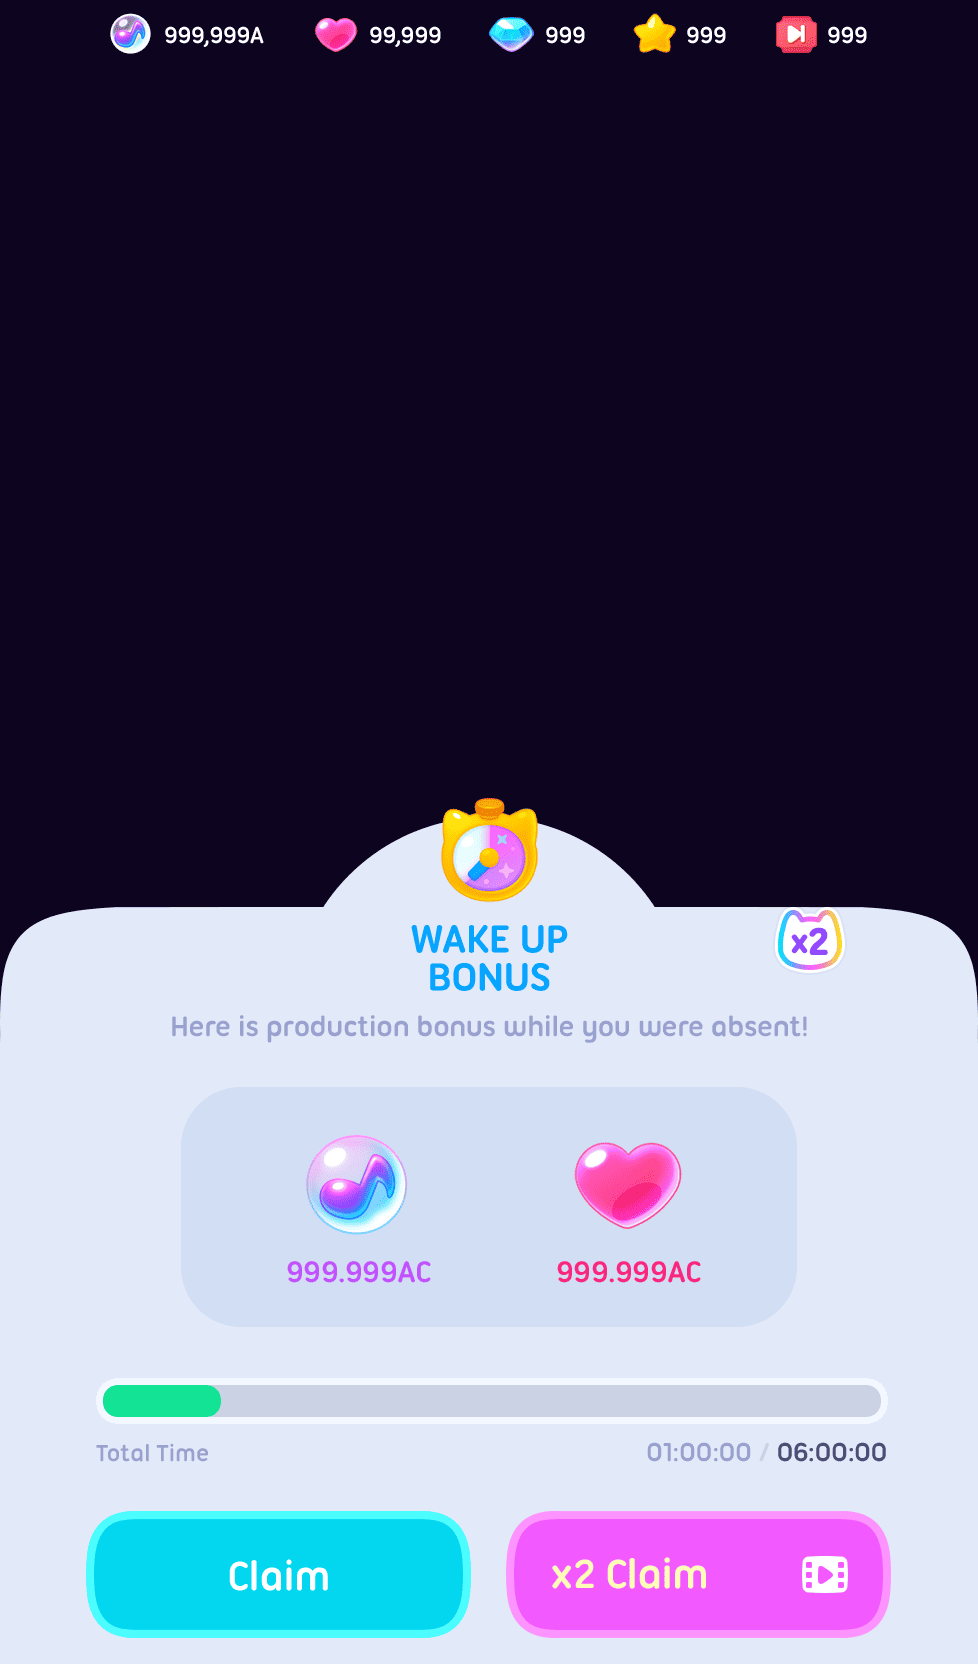 999,999A 99,999 999 999 999
WAKE UP
BONUS
x2
Here is production bonus while you were absent!
999.999AC 999.999AC
Total Time 01:00:00 / 06:00:00
Claim x2 Claim